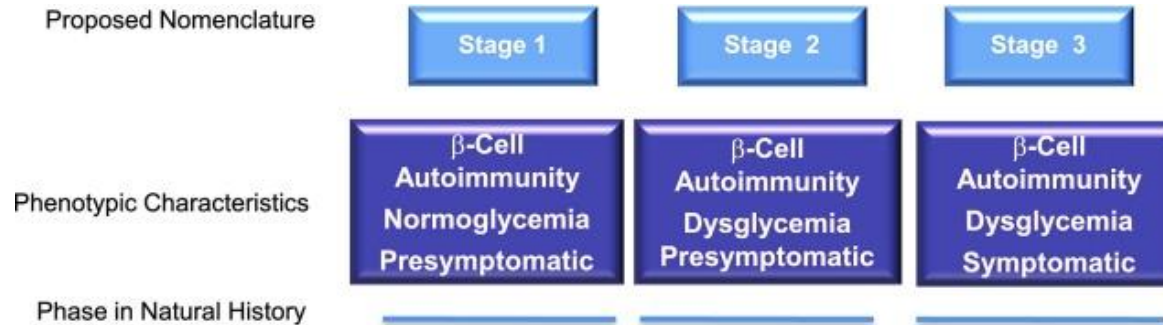 Proposed Nomenclature
Stage 1
Stage 2
Stage 3
Phenotypic Characteristics
β-Cell
Autoimmunity
Normoglycemia
Presymptomatic
β-Cell
Autoimmunity
Dysglycemia
Presymptomatic
β-Cell
Autoimmunity
Dysglycemia
Symptomatic
Phase in Natural History